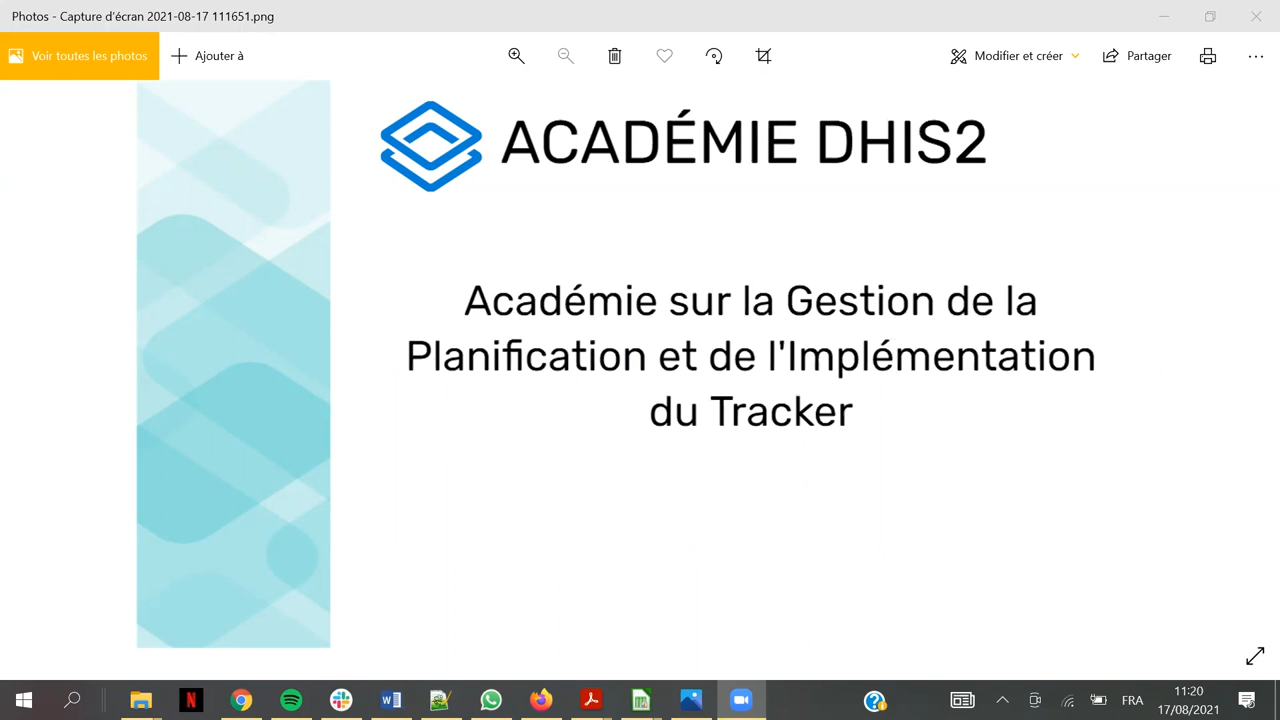 Photos - Capture d'écran 2021-08-17 111651.png
Voir toutes les photos
Ajouter à
Modifier et créer
Partager
ACADÉMIE DHIS2
Académie sur la Gestion de la
Planification et de l'Implémentation
du Tracker
FRA
11:20
17/08/2021